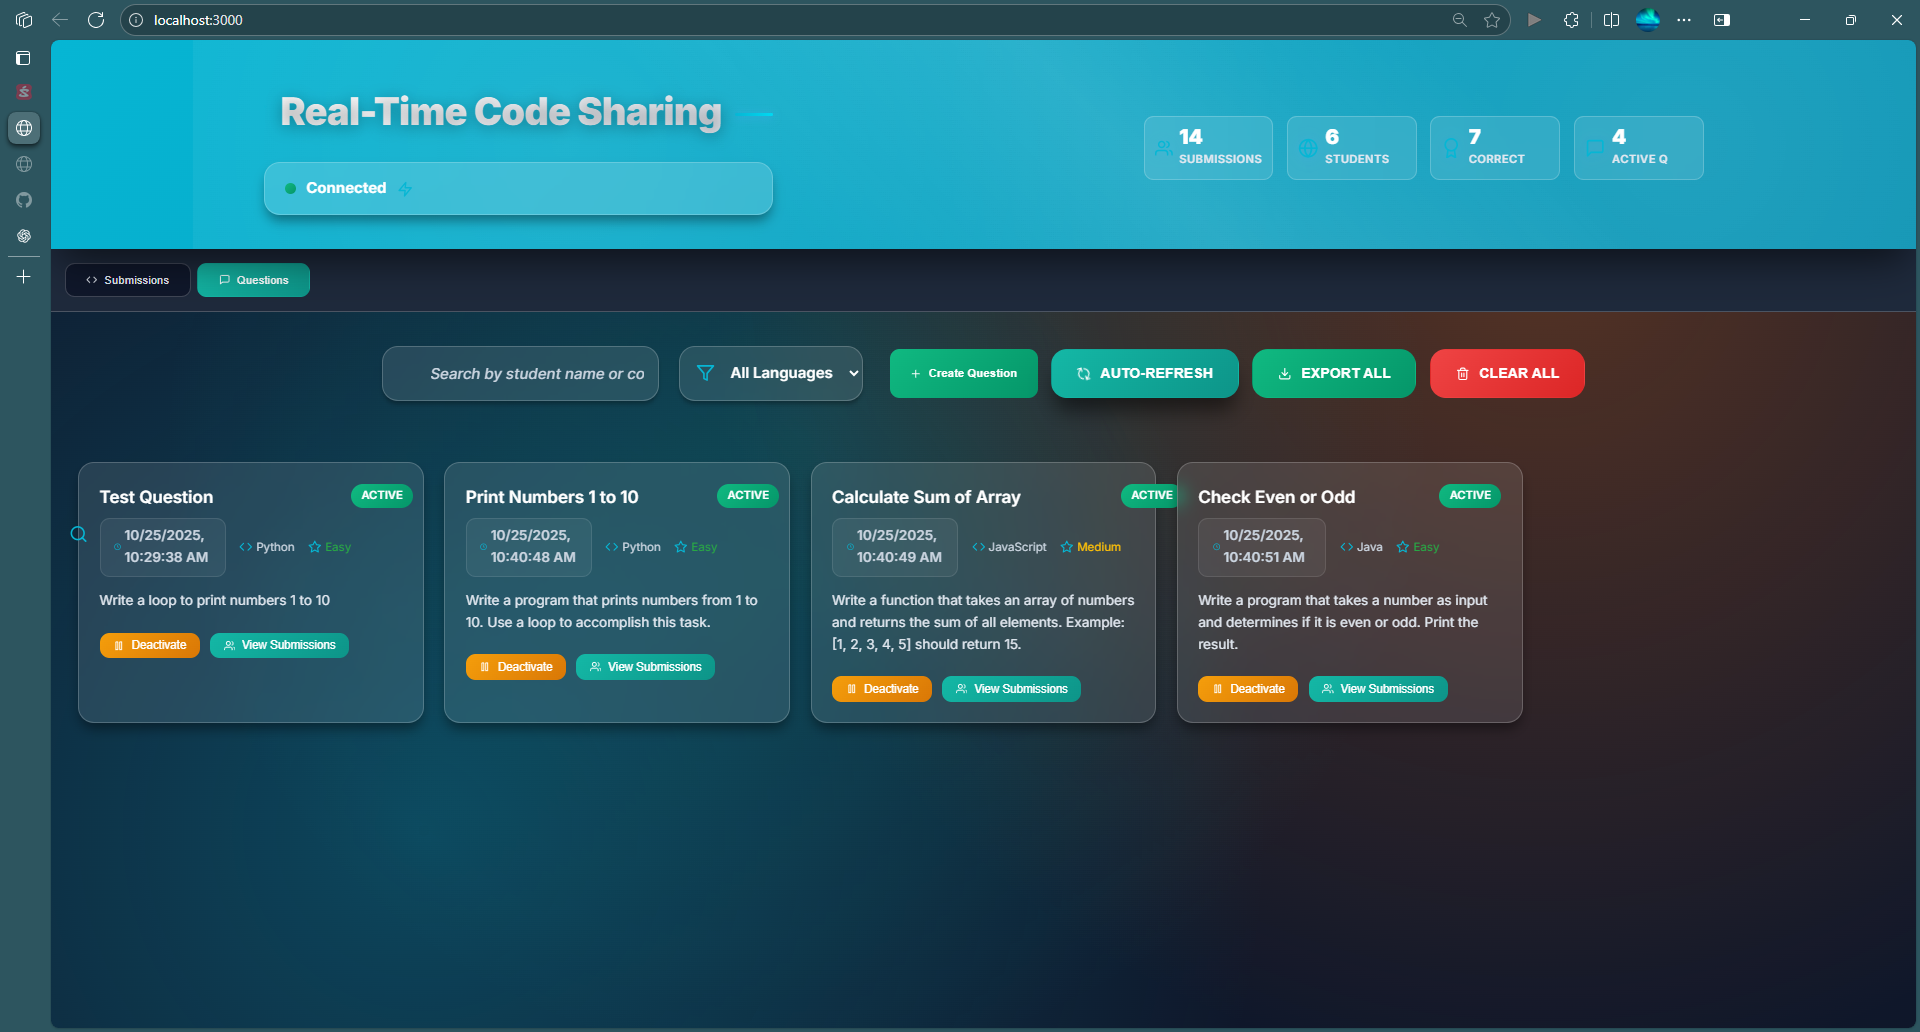 localhost:3000
Real-Time Code Sharing
Connected
14
SUBMISSIONS
6
STUDENTS
7
CORRECT
4
ACTIVE Q
Submissions
Questions
Search by student name or co
All Languages
Create Question
AUTO-REFRESH
EXPORT ALL
CLEAR ALL
Test Question
ACTIVE
10/25/2025,
10:29:38 AM
Python
Easy
Write a loop to print numbers 1 to 10
Deactivate
View Submissions
Print Numbers 1 to 10
ACTIVE
10/25/2025,
10:40:48 AM
Python
Easy
Write a program that prints numbers from 1 to
10. Use a loop to accomplish this task.
Deactivate
View Submissions
Calculate Sum of Array
ACTIVE
10/25/2025,
10:40:49 AM
JavaScript
Medium
Write a function that takes an array of numbers
and returns the sum of all elements. Example:
[1, 2, 3, 4, 5] should return 15.
Deactivate
View Submissions
Check Even or Odd
ACTIVE
10/25/2025,
10:40:51 AM
Java
Easy
Write a program that takes a number as input
and determines if it is even or odd. Print the
result.
Deactivate
View Submissions